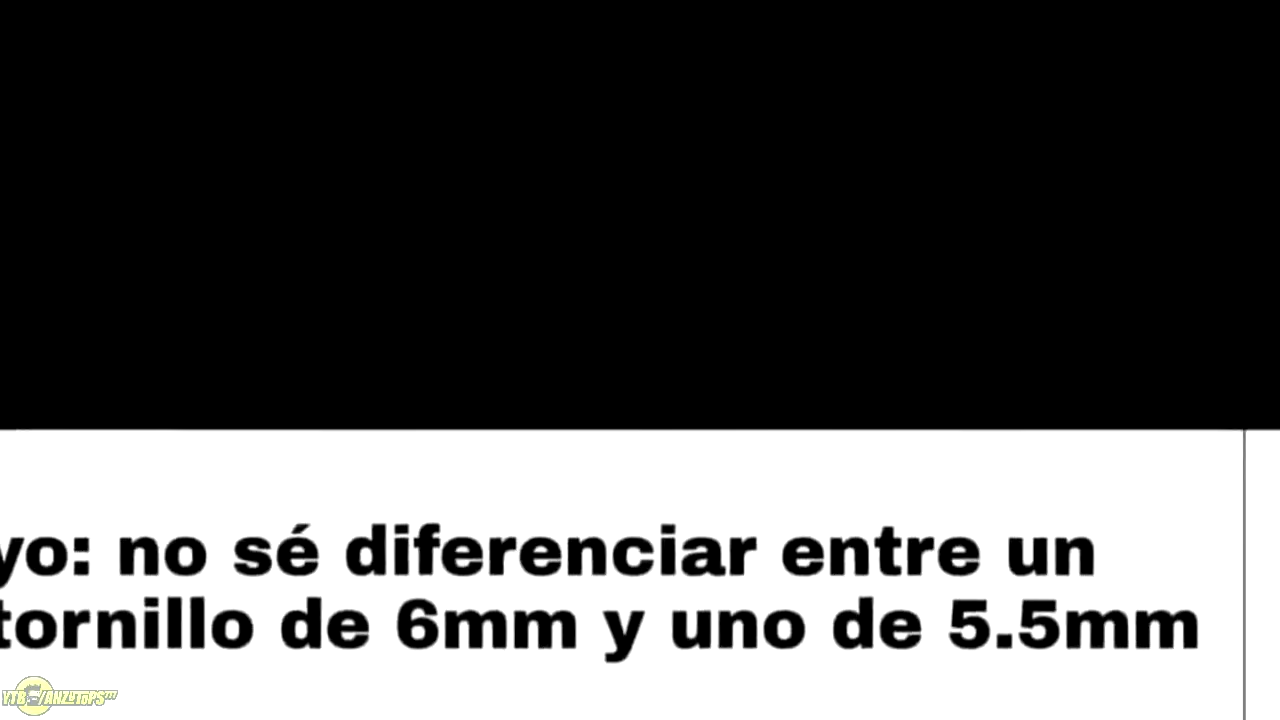 yo: no sé diferenciar entre un
tornillo de 6mm y uno de 5.5mm